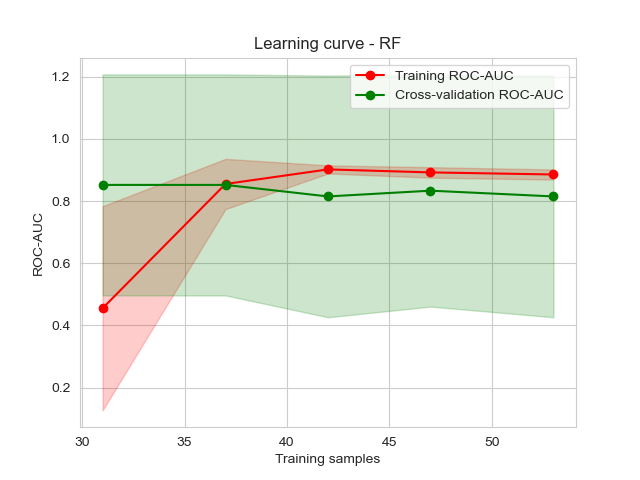 Learning curve - RF
Training ROC-AUC
Cross-validation ROC-AUC
1.2
1.0
0.8
0.6
0.4
0.2
ROC-AUC
30 35 40 45 50
Training samples